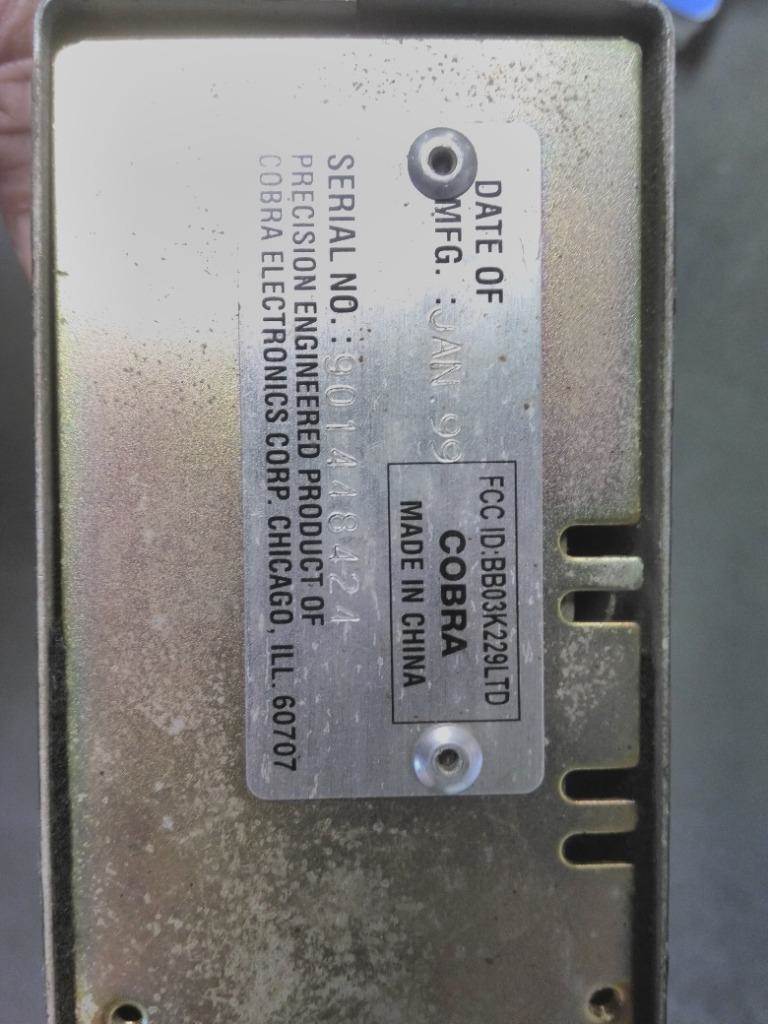 DATE OF
MFG. :JAN.99
FCC ID:BB03K229LTD
COBRA
MADE IN CHINA
SERIAL NO. :901448424
PRECISION ENGINEERED PRODUCT OF
COBRA ELECTRONICS CORP. CHICAGO, ILL. 60707